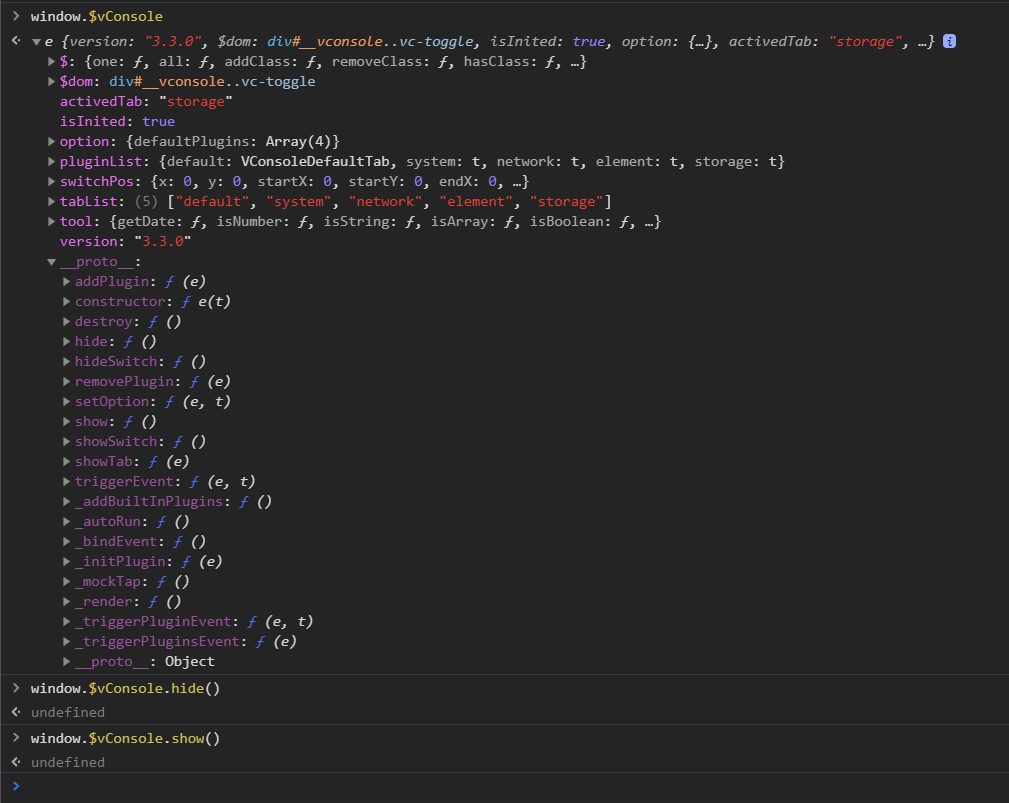 > window.$vConsole
e {version: "3.3.0", $dom: div#__vconsole..vc-toggle, isInited: true, option: {…}, activedTab: "storage", …} i
$: {one: ƒ, all: ƒ, addClass: ƒ, removeClass: ƒ, hasClass: ƒ, …}
$dom: div#__vconsole..vc-toggle
activedTab: "storage"
isInited: true
option: {defaultPlugins: Array(4)}
pluginList: {default: VConsoleDefaultTab, system: t, network: t, element: t, storage: t}
switchPos: {x: 0, y: 0, startX: 0, startY: 0, endX: 0, …}
tabList: (5) ["default", "system", "network", "element", "storage"]
tool: {getDate: ƒ, isNumber: ƒ, isString: ƒ, isArray: ƒ, isBoolean: ƒ, …}
version: "3.3.0"
__proto__:
addPlugin: ƒ (e)
constructor: ƒ e(t)
destroy: ƒ ()
hide: ƒ ()
hideSwitch: ƒ ()
removePlugin: ƒ (e)
setOption: ƒ (e, t)
show: ƒ ()
showSwitch: ƒ ()
showTab: ƒ (e)
triggerEvent: ƒ (e, t)
_addBuiltInPlugins: ƒ ()
_autoRun: ƒ ()
_bindEvent: ƒ ()
_initPlugin: ƒ (e)
_mockTap: ƒ ()
_render: ƒ ()
_triggerPluginEvent: ƒ (e, t)
_triggerPluginsEvent: ƒ (e)
__proto__: Object
> window.$vConsole.hide()
undefined
> window.$vConsole.show()
undefined
>